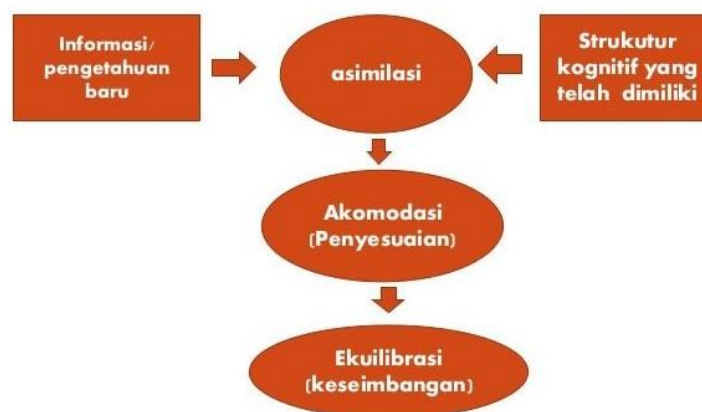 Informasi/
pengetahuan
baru
asimilasi
Strukutur
kognitif yang
telah dimiliki
Akomodasi
(Penyesuaian)
Ekuilibrasi
(keseimbangan)